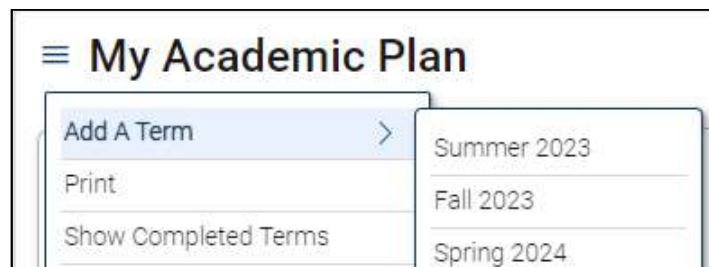 My Academic Plan
Add A Term
Print
Show Completed Terms
Summer 2023
Fall 2023
Spring 2024